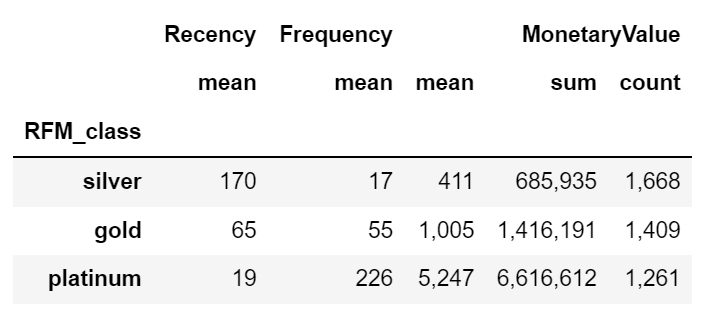 Recency Frequency MonetaryValue
mean mean mean sum count
RFM_class
silver 170 17 411 685,935 1,668
gold 65 55 1,005 1,416,191 1,409
platinum 19 226 5,247 6,616,612 1,261